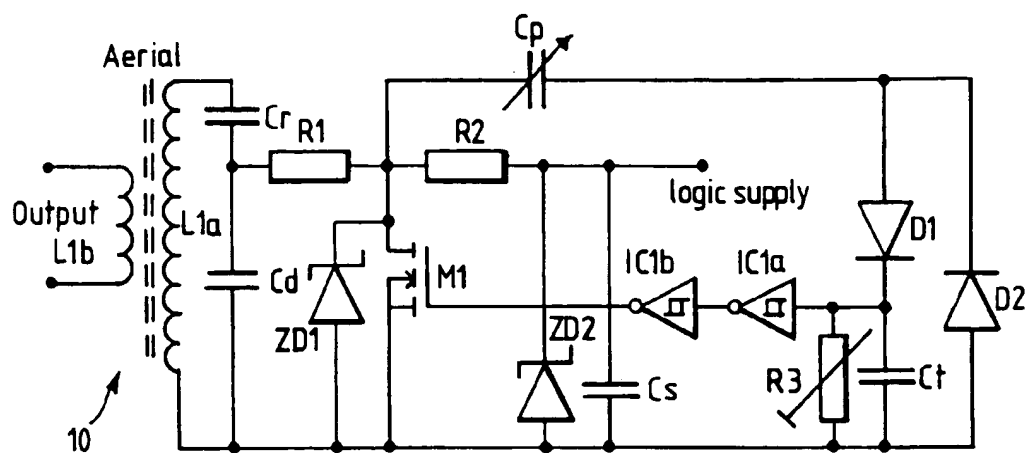 Aerial
Cp
Cr
R1
R2
Output
L1b
L1a
logic supply
D1
D2
Cd
M1
IC1b
IC1a
ZD1
ZD2
R3
Ct
Cs
10